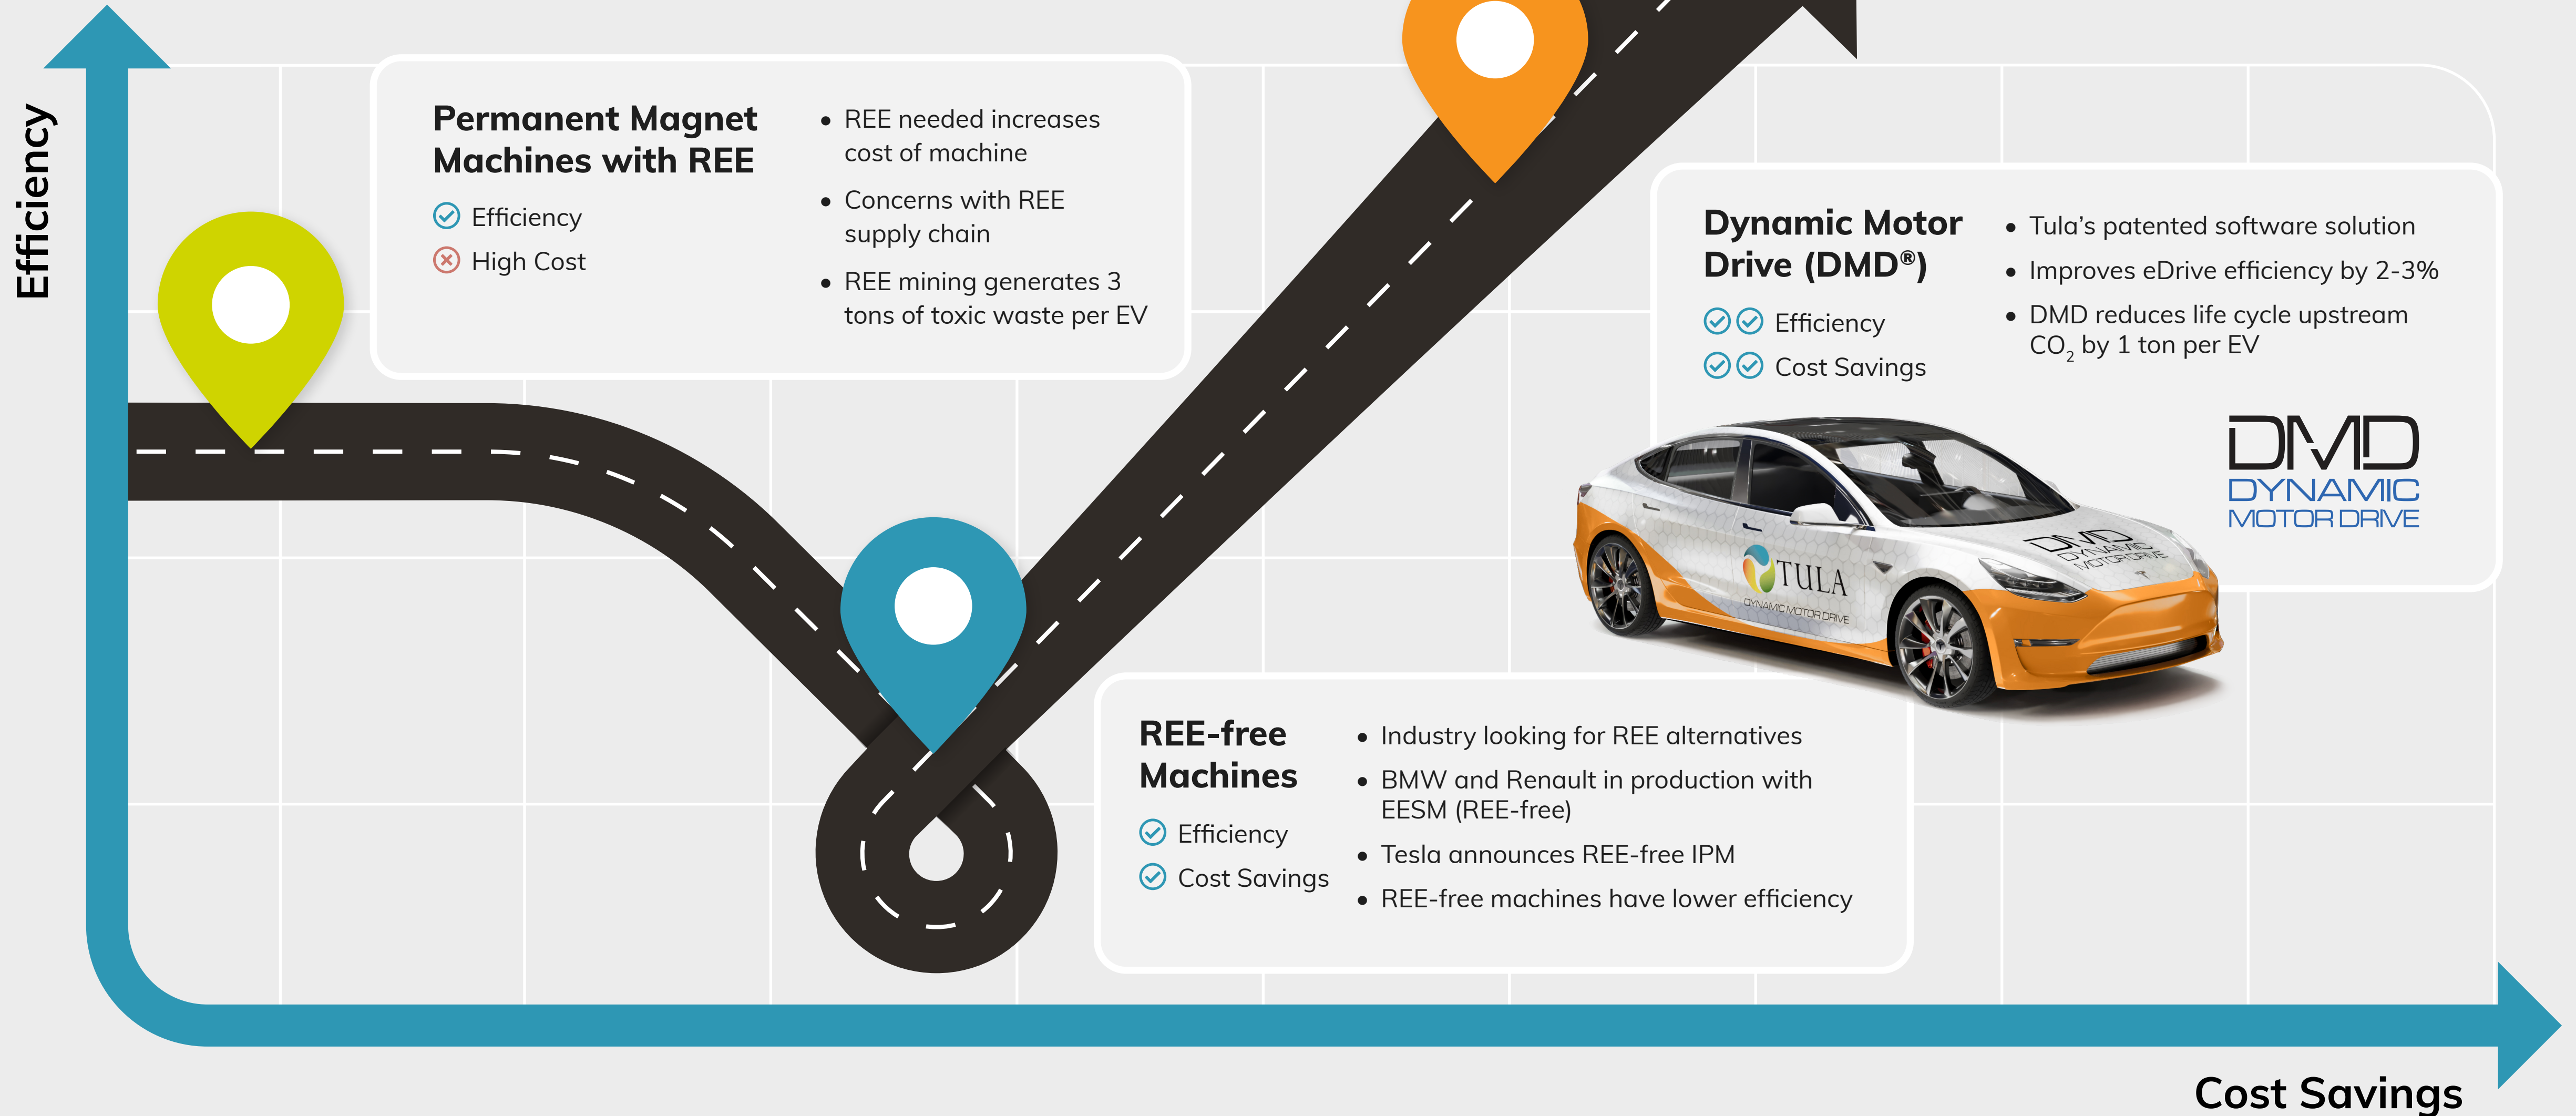 Efficiency
Permanent Magnet
Machines with REE
Efficiency
High Cost
• REE needed increases
cost of machine
• Concerns with REE
supply chain
• REE mining generates 3
tons of toxic waste per EV
Dynamic Motor
Drive (DMD®)
Efficiency
Cost Savings
• Tula’s patented software solution
• Improves eDrive efficiency by 2-3%
• DMD reduces life cycle upstream
CO₂ by 1 ton per EV
DMD
DYNAMIC
MOTOR DRIVE
DMD
DYNAMIC
MOTOR DRIVE
TULA
DYNAMIC MOTOR DRIVE
REE-free
Machines
Efficiency
Cost Savings
• Industry looking for REE alternatives
• BMW and Renault in production with
EESM (REE-free)
• Tesla announces REE-free IPM
• REE-free machines have lower efficiency
Cost Savings